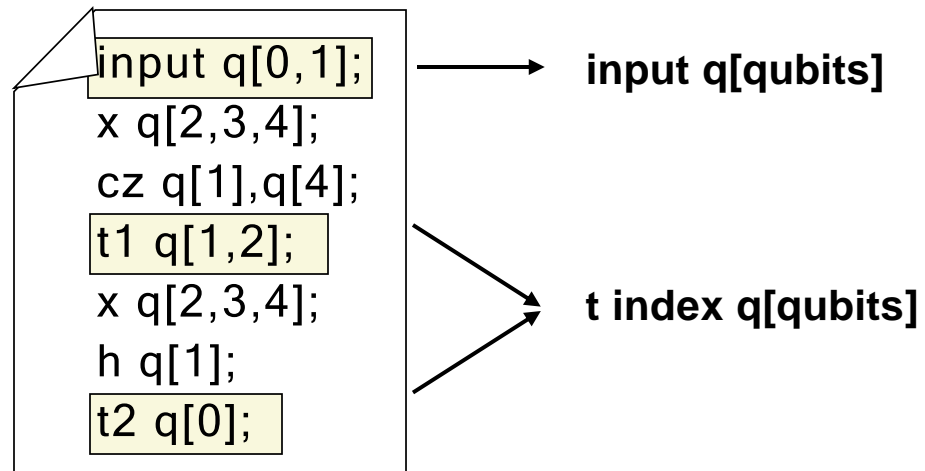 input q[0,1];
x q[2,3,4];
cz q[1],q[4];
t1 q[1,2];
x q[2,3,4];
h q[1];
t2 q[0];
input q[qubits]
t index q[qubits]